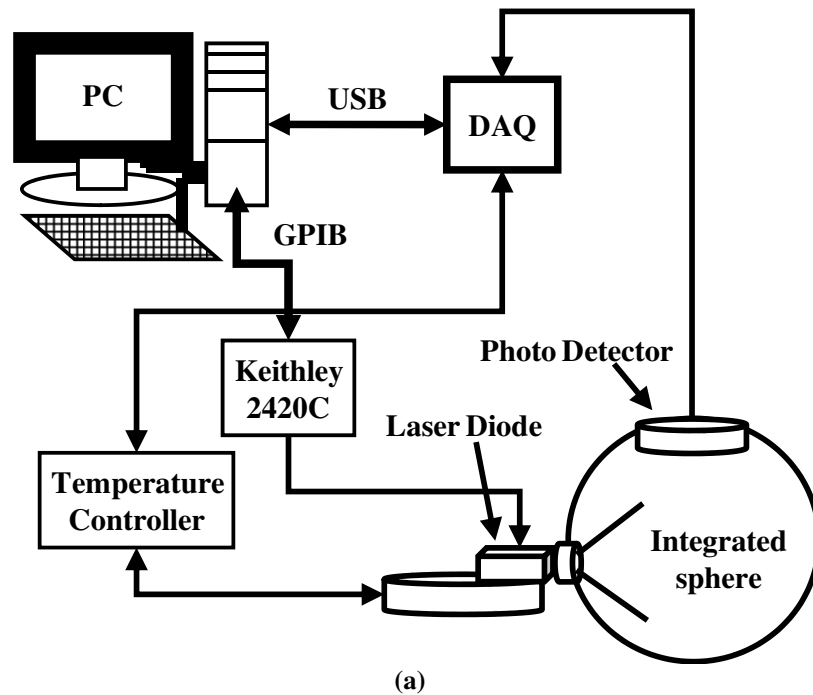 PC
USB
DAQ
GPIB
Keithley
2420C
Photo Detector
Laser Diode
Temperature
Controller
Integrated
sphere
(a)